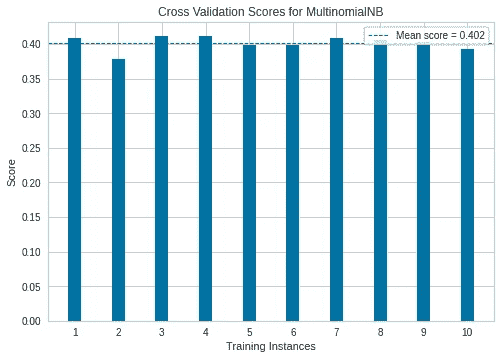 Cross Validation Scores for MultinomialNB
Mean score = 0.402
0.40
0.35
0.30
0.25
0.20
0.15
0.10
0.05
0.00
Score
1 2 3 4 5 6 7 8 9 10
Training Instances